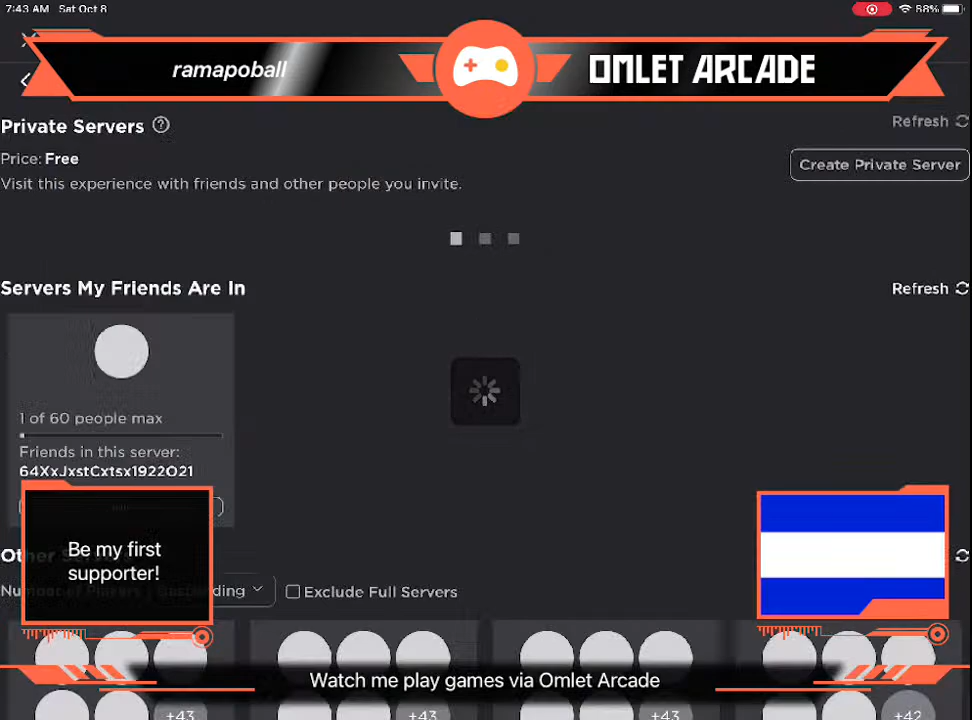 7:43 AM Sat Oct 8
88%
ramapoball
OMLET ARCADE
Private Servers
Refresh
Price: Free
Create Private Server
Visit this experience with friends and other people you invite.
Servers My Friends Are In
Refresh
1 of 60 people max
Friends in this server:
64XxJxstCxtsx1922O21
Be my first
supporter!
Exclude Full Servers
Watch me play games via Omlet Arcade
+43
+43
+43
+42